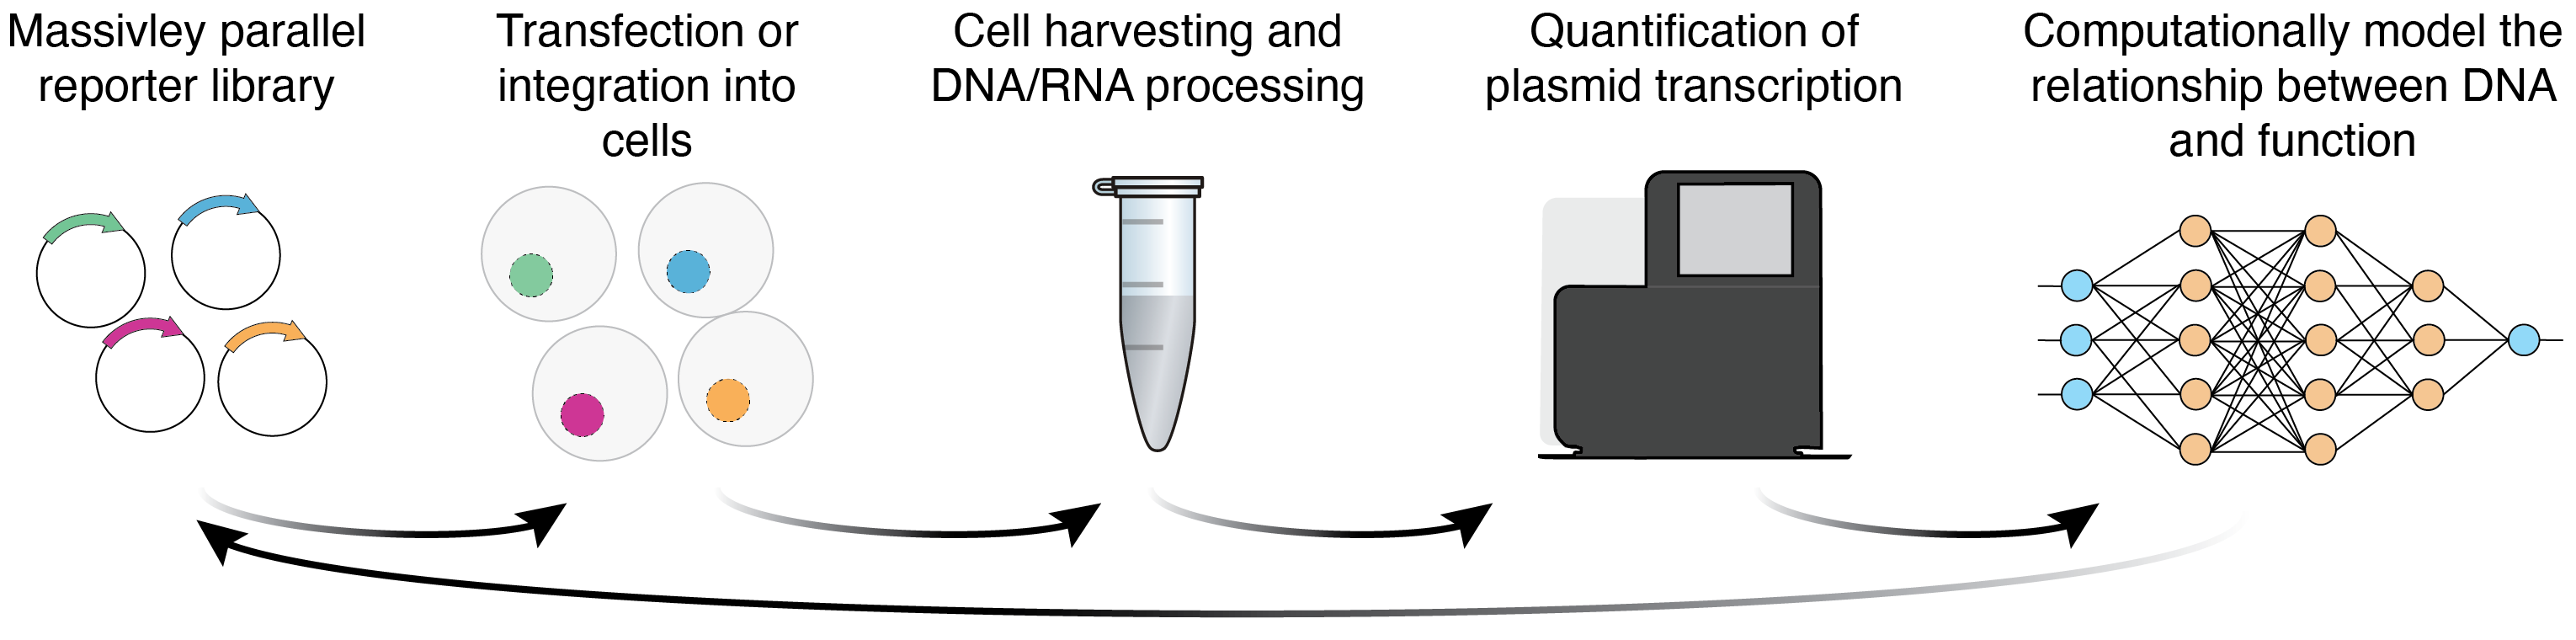 Massivley parallel
reporter library
Transfection or
integration into
cells
Cell harvesting and
DNA/RNA processing
Quantification of
plasmid transcription
Computationally model the
relationship between DNA
and function